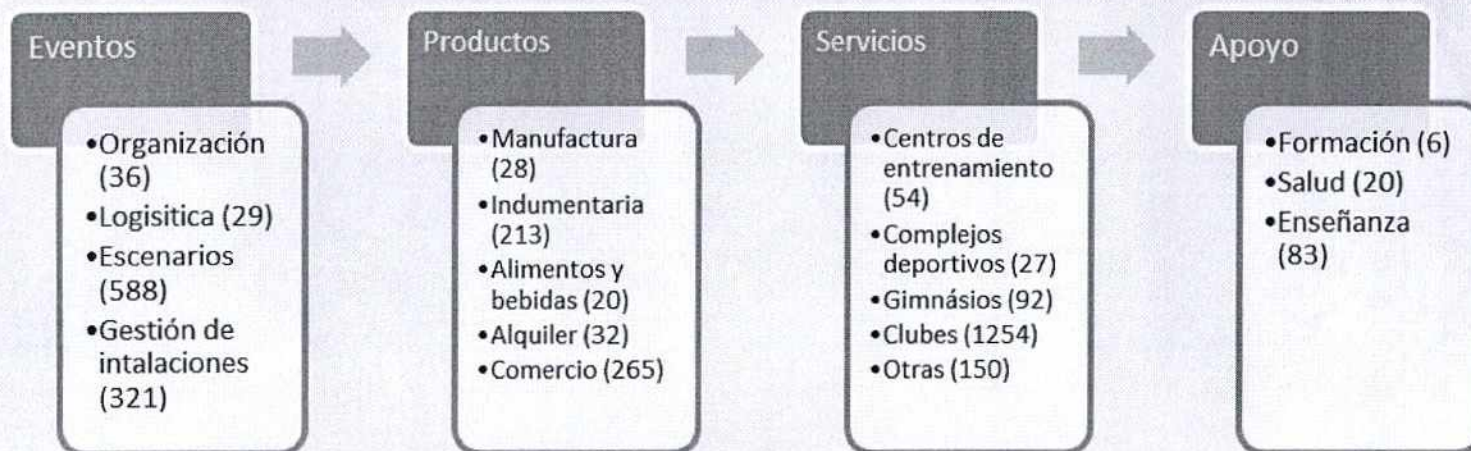 Eventos
•Organización
(36)
•Logisitica (29)
•Escenarios
(588)
•Gestión de
intalaciones
(321)
Productos
•Manufactura
(28)
•Indumentaria
(213)
•Alimentos y
bebidas (20)
•Alquiler (32)
•Comercio (265)
Servicios
•Centros de
entrenamiento
(54)
•Complejos
deportivos (27)
•Gimnásios (92)
•Clubes (1254)
•Otras (150)
Apoyo
•Formación (6)
•Salud (20)
•Enseñanza
(83)